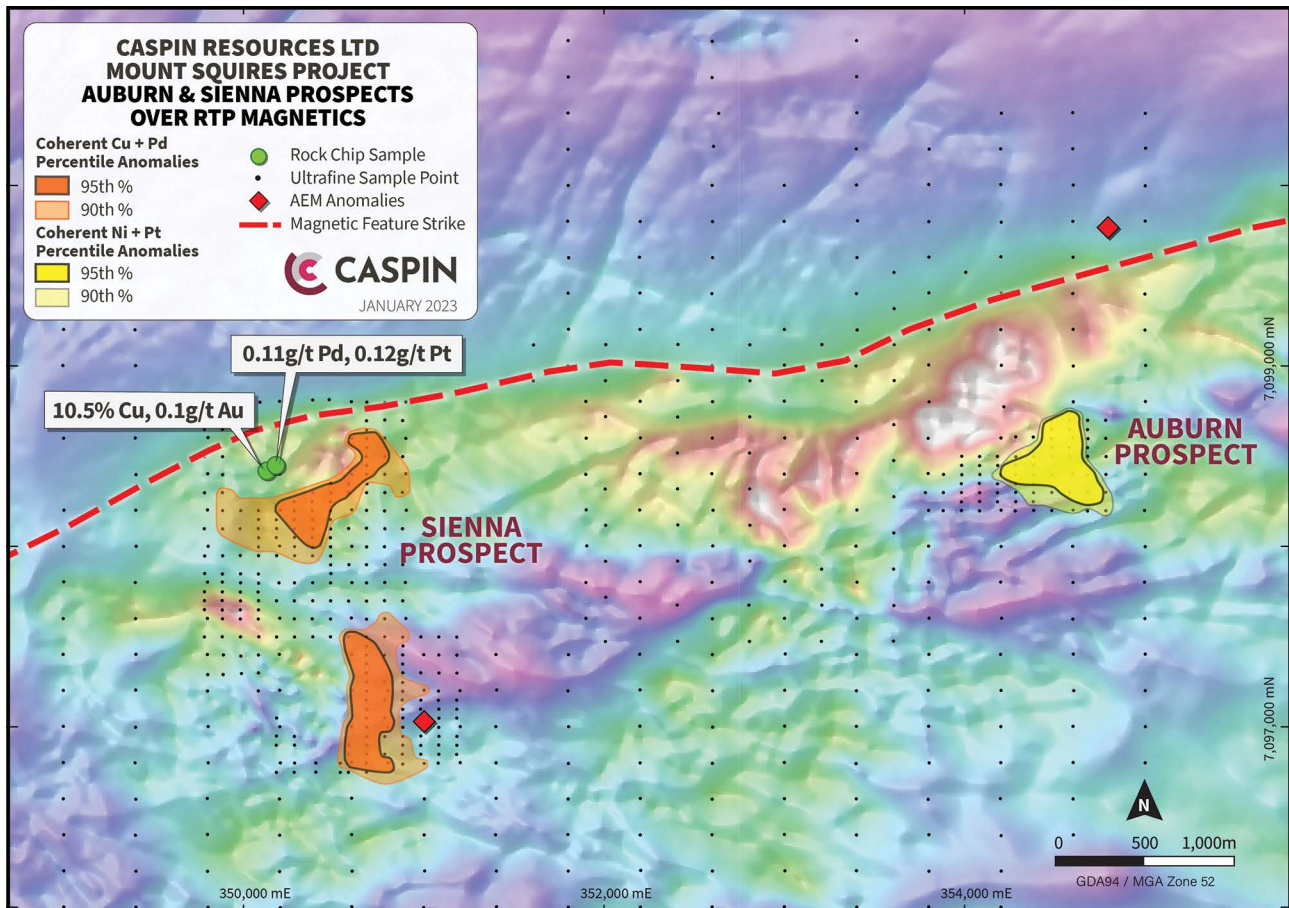 CASPIN RESOURCES LTD
MOUNT SQUIRES PROJECT
AUBURN & SIENNA PROSPECTS
OVER RTP MAGNETICS
Coherent Cu + Pd
Percentile Anomalies
95th %
90th %
Coherent Ni + Pt
Percentile Anomalies
95th %
90th %
Rock Chip Sample
Ultrafine Sample Point
AEM Anomalies
Magnetic Feature Strike
CASPIN
JANUARY 2023
0.11g/t Pd, 0.12g/t Pt
10.5% Cu, 0.1g/t Au
SIENNA
PROSPECT
AUBURN
PROSPECT
7,099,000 mN
7,097,000 mN
N
0 500 1,000m
GDA94 / MGA Zone 52
350,000 mE
352,000 mE
354,000 mE